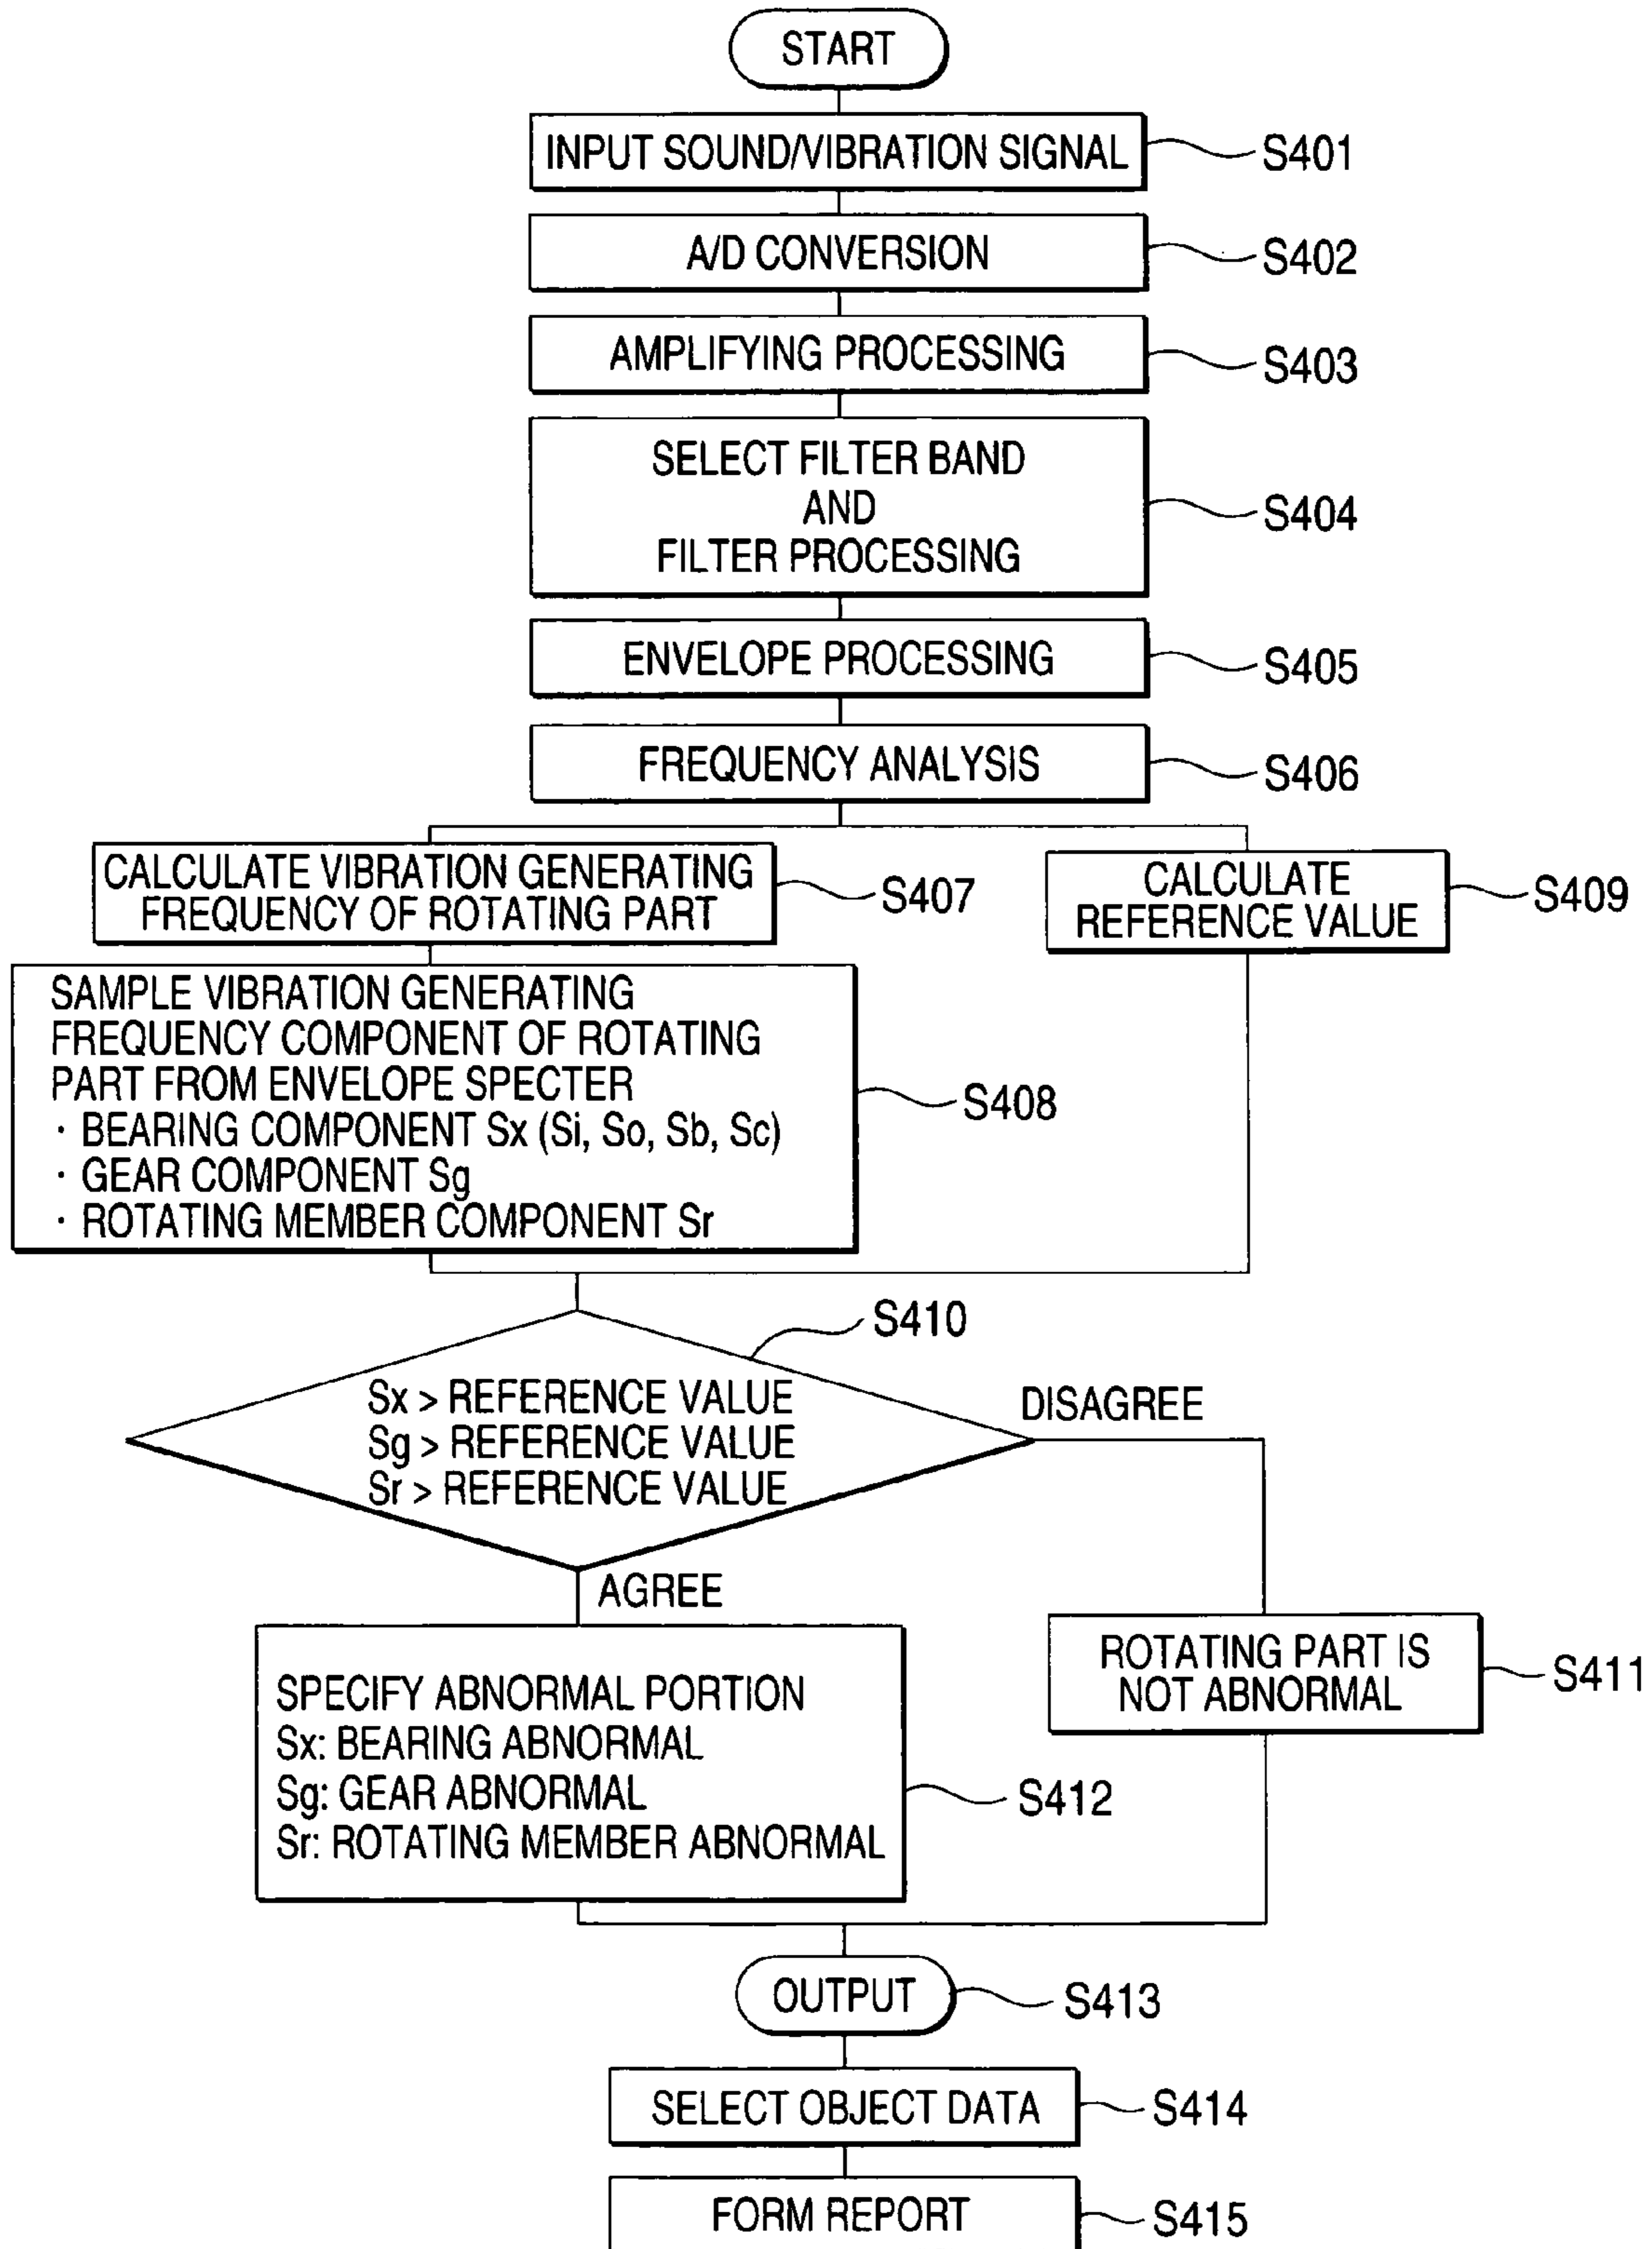 START
INPUT SOUND/VIBRATION SIGNAL
S401
A/D CONVERSION
S402
AMPLIFYING PROCESSING
S403
SELECT FILTER BAND
AND
FILTER PROCESSING
S404
ENVELOPE PROCESSING
S405
FREQUENCY ANALYSIS
S406
CALCULATE VIBRATION GENERATING
FREQUENCY OF ROTATING PART
S407
CALCULATE
REFERENCE VALUE
S409
SAMPLE VIBRATION GENERATING
FREQUENCY COMPONENT OF ROTATING
PART FROM ENVELOPE SPECTER
· BEARING COMPONENT Sx (Si, So, Sb, Sc)
· GEAR COMPONENT Sg
· ROTATING MEMBER COMPONENT Sr
S408
S410
Sx > REFERENCE VALUE
Sg > REFERENCE VALUE
Sr > REFERENCE VALUE
DISAGREE
AGREE
ROTATING PART IS
NOT ABNORMAL
S411
SPECIFY ABNORMAL PORTION
Sx: BEARING ABNORMAL
Sg: GEAR ABNORMAL
Sr: ROTATING MEMBER ABNORMAL
S412
OUTPUT
S413
SELECT OBJECT DATA
S414
FORM REPORT
S415